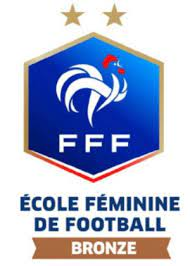 FFF
ÉCOLE FÉMININE
DE FOOTBALL
BRONZE